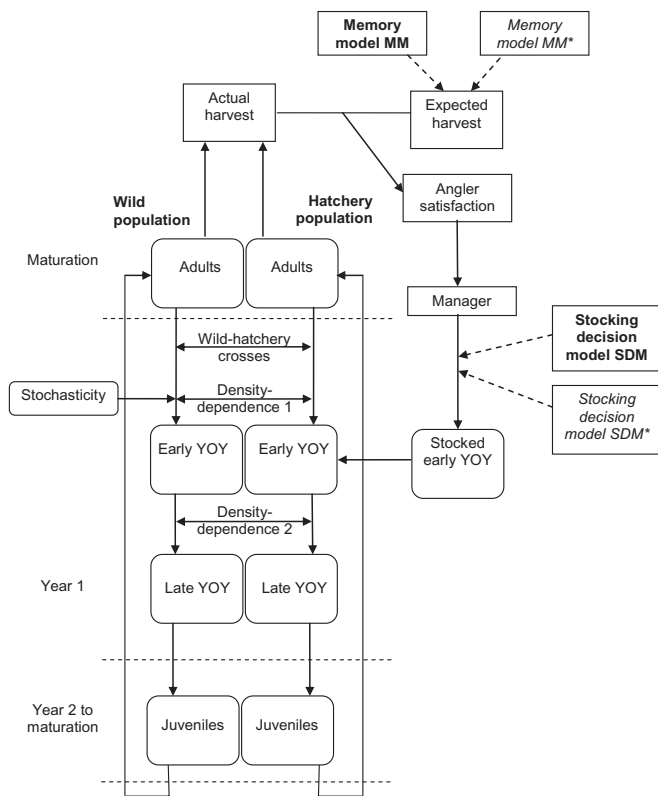 Memory
model MM
Memory
model MM*
Actual
harvest
Expected
harvest
Wild
population
Hatchery
population
Angler
satisfaction
Maturation
Adults
Adults
Manager
Wild-hatchery
crosses
Stocking
decision
model SDM
Stochasticity
Density-
dependence 1
Stocking
decision
model SDM*
Early YOY
Early YOY
Stocked
early YOY
Density-
dependence 2
Year 1
Late YOY
Late YOY
Year 2 to
maturation
Juveniles
Juveniles